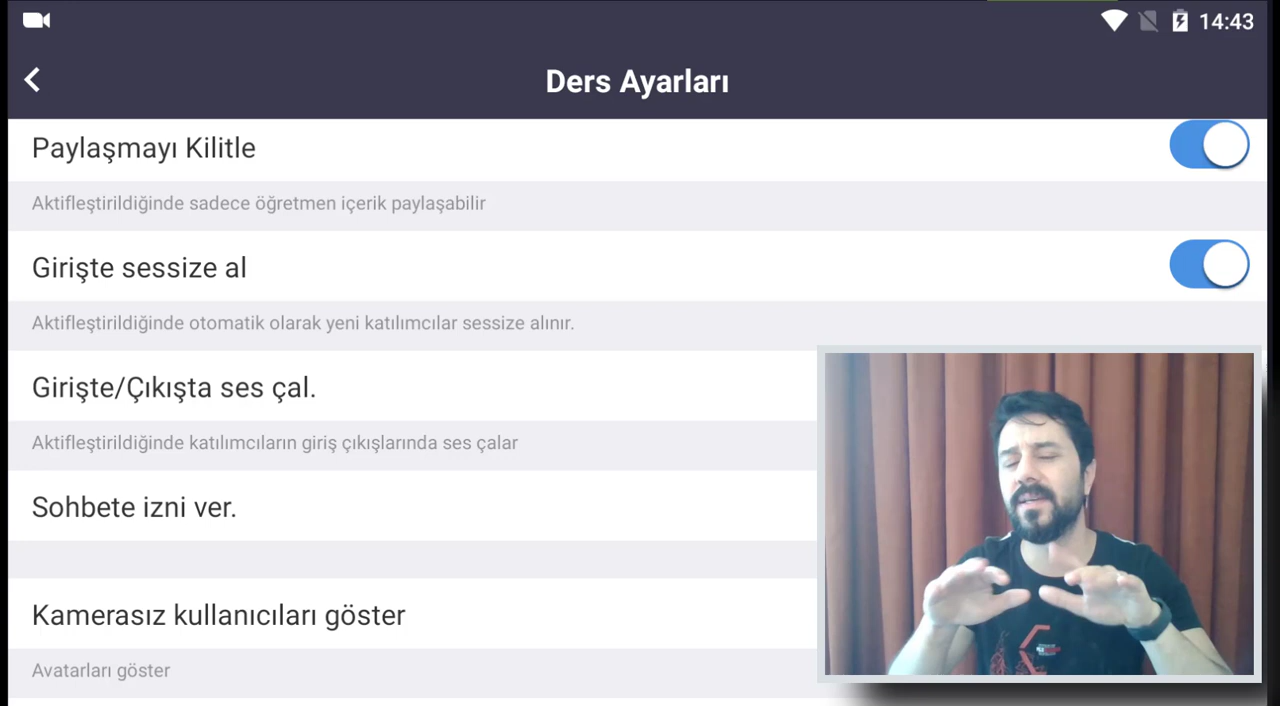 14:43
Ders Ayarları
Paylaşmayı Kilitle
Aktifleştirildiğinde sadece öğretmen içerik paylaşabilir
Girişte sessize al
Aktifleştirildiğinde otomatik olarak yeni katılımcılar sessize alınır.
Girişte/Çıkışta ses çal.
Aktifleştirildiğinde katılımcıların giriş çıkışlarında ses çalar
Sohbete izni ver.
Kamerasız kullanıcıları göster
Avatarları göster